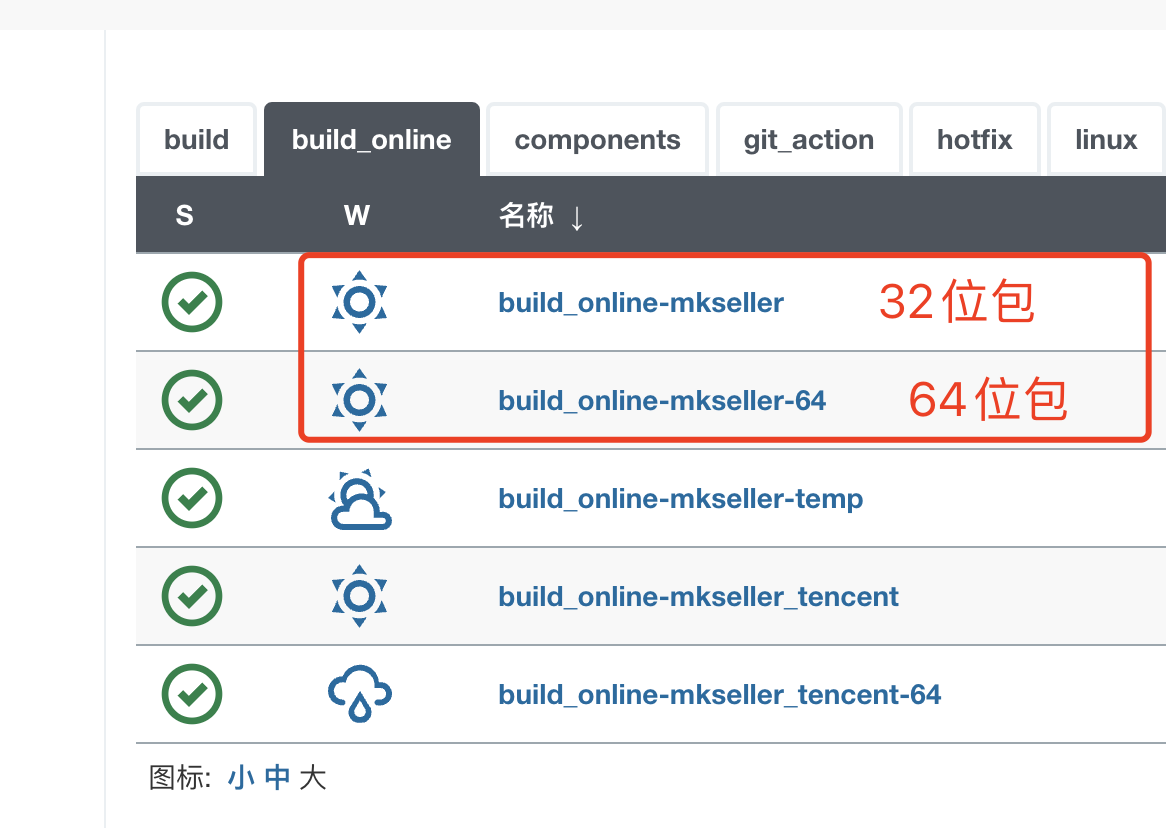 build build_online components git_action hotfix linux
S W 名称 ↓
build_online-mkseller 32位包
build_online-mkseller-64 64位包
build_online-mkseller-temp
build_online-mkseller_tencent
build_online-mkseller_tencent-64
图标: 小 中 大